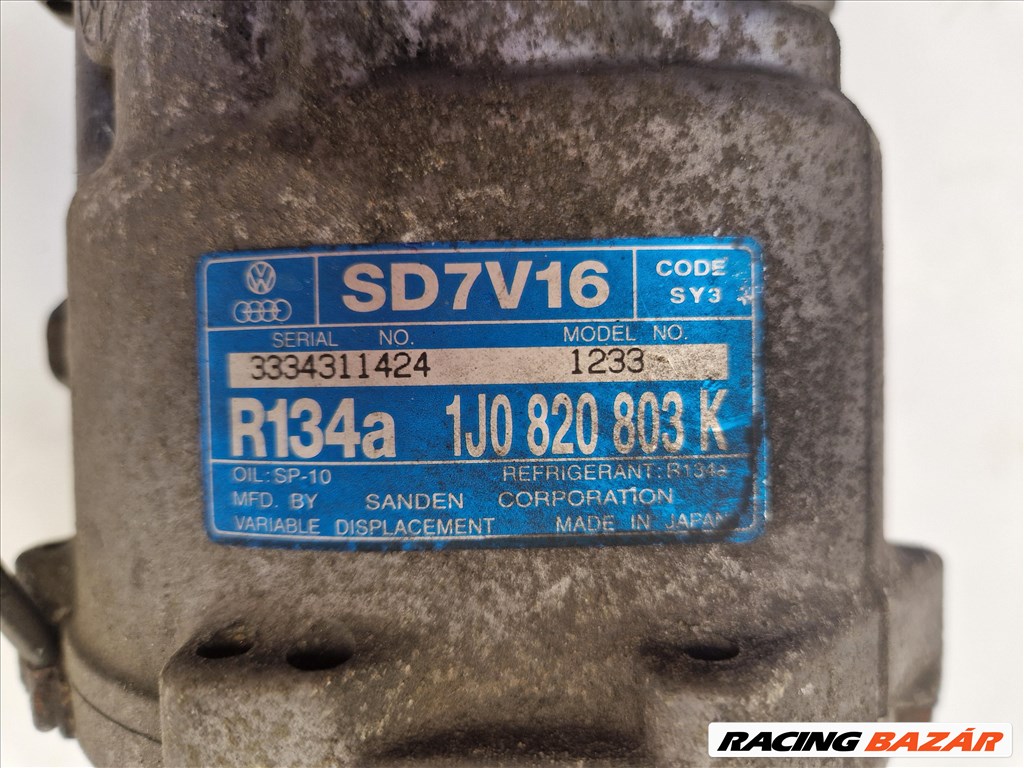 SD7V16
CODE
SY3
SERIAL NO. MODEL NO.
3334311424 1233
R134a 1J0 820 803 K
OIL: SP-10 REFRIGERANT: R134a
MFD. BY SANDEN CORPORATION
VARIABLE DISPLACEMENT MADE IN JAPAN
RACING BAZÁR